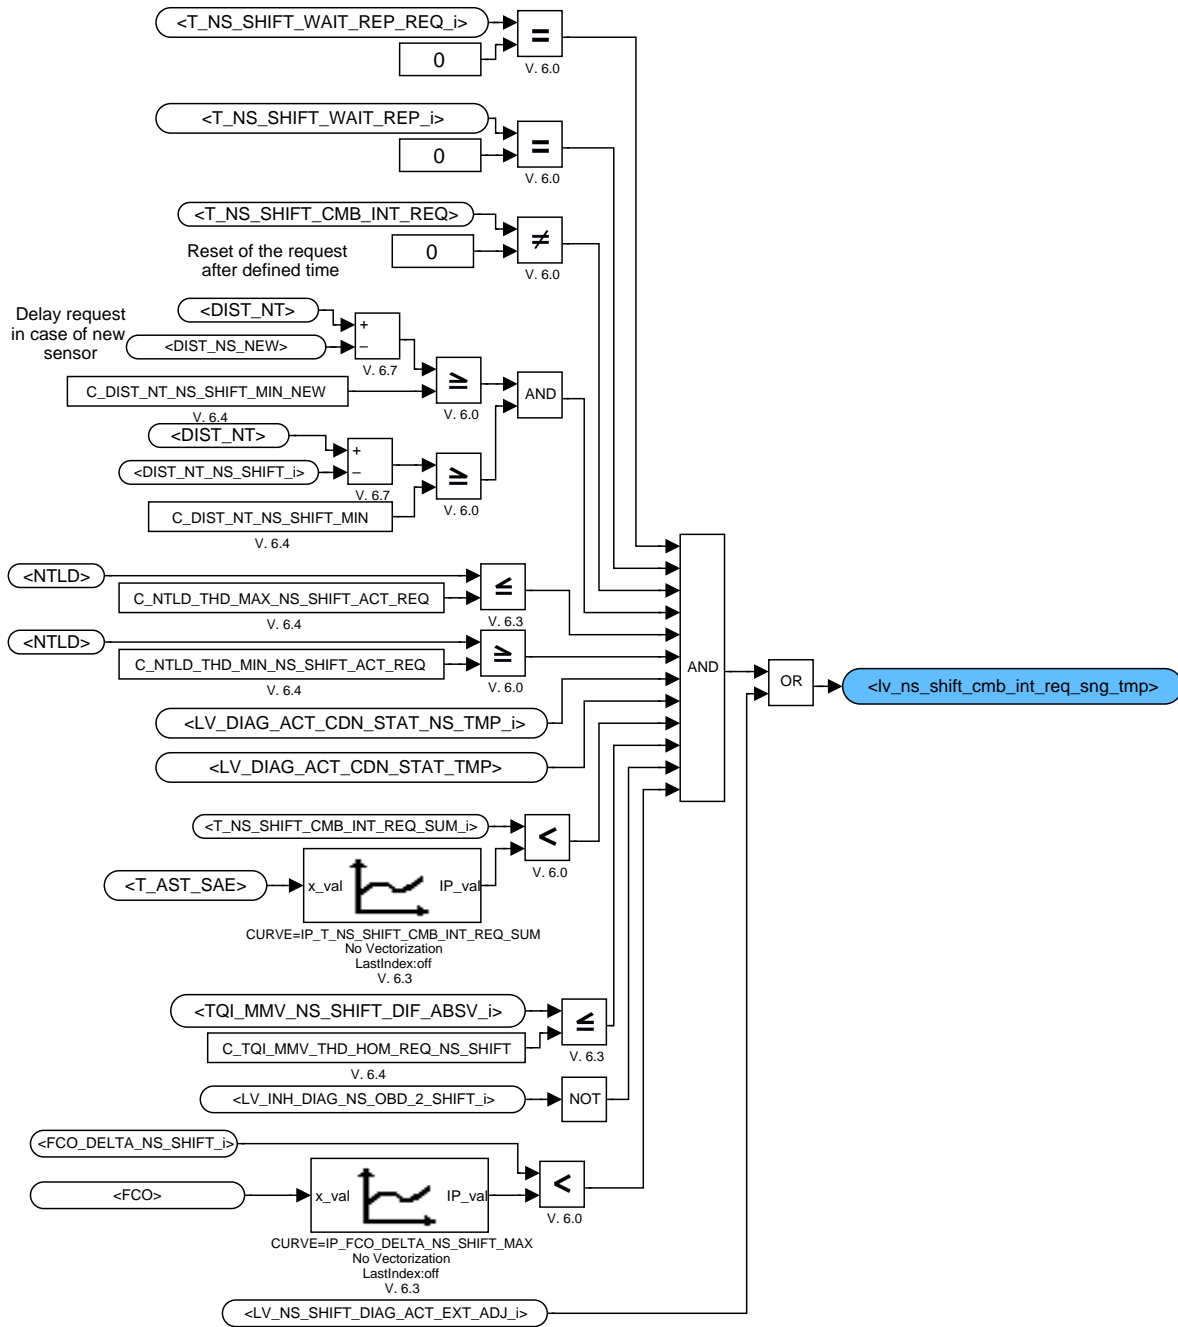 <T_NS_SHIFT_WAIT_REP_REQ_i>
=
0
V. 6.0
<T_NS_SHIFT_WAIT_REP_i>
=
0
V. 6.0
<T_NS_SHIFT_CMB_INT_REQ>
≠
0
V. 6.0
Reset of the request
after defined time
Delay request
in case of new
sensor
<DIST_NT>
+
<DIST_NS_NEW>
−
V. 6.7
C_DIST_NT_NS_SHIFT_MIN_NEW
V. 6.4
≥
V. 6.0
AND
<DIST_NT>
+
<DIST_NT_NS_SHIFT_i>
−
V. 6.7
≥
V. 6.0
C_DIST_NT_NS_SHIFT_MIN
V. 6.4
<NTLD>
≤
C_NTLD_THD_MAX_NS_SHIFT_ACT_REQ
V. 6.4
V. 6.3
<NTLD>
≥
C_NTLD_THD_MIN_NS_SHIFT_ACT_REQ
V. 6.4
V. 6.0
AND
OR
<lv_ns_shift_cmb_int_req_sng_tmp>
<LV_DIAG_ACT_CDN_STAT_NS_TMP_i>
<LV_DIAG_ACT_CDN_STAT_TMP>
<T_NS_SHIFT_CMB_INT_REQ_SUM_i>
<
V. 6.0
<T_AST_SAE>
x_val
IP_val
CURVE=IP_T_NS_SHIFT_CMB_INT_REQ_SUM
No Vectorization
LastIndex:off
V. 6.3
<TQI_MMV_NS_SHIFT_DIF_ABSV_i>
≤
C_TQI_MMV_THD_HOM_REQ_NS_SHIFT
V. 6.4
V. 6.3
<LV_INH_DIAG_NS_OBD_2_SHIFT_i>
NOT
<FCO_DELTA_NS_SHIFT_i>
<
V. 6.0
<FCO>
x_val
IP_val
CURVE=IP_FCO_DELTA_NS_SHIFT_MAX
No Vectorization
LastIndex:off
V. 6.3
<LV_NS_SHIFT_DIAG_ACT_EXT_ADJ_i>